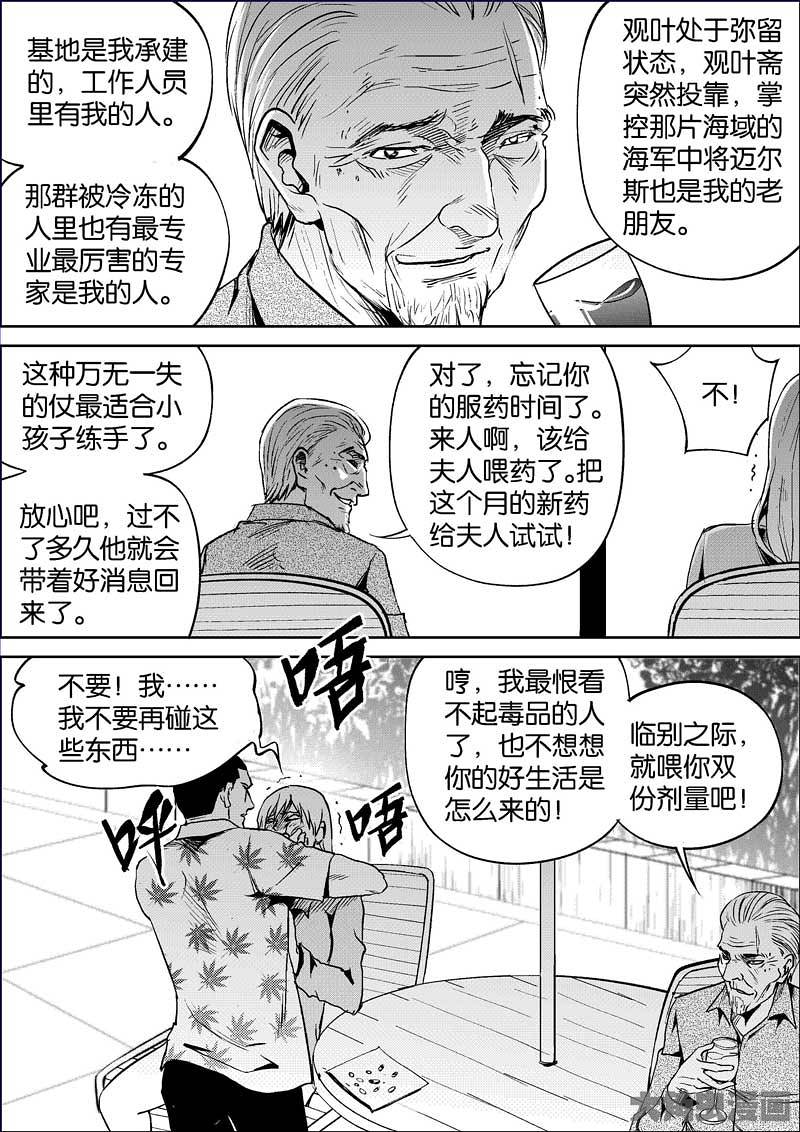 基地是我承建
的，工作人员
里有我的人。
那群被冷冻的
人里也有最专
业最厉害的专
家是我的人。
观叶处于弥留
状态，观叶斋
突然投靠，掌
控那片海域的
海军中将迈尔
斯也是我的老
朋友。
这种万无一失
的仗最适合小
孩子练手了。
放心吧，过不
了多久他就会
带着好消息回
来了。
对了，忘记你
的服药时间了。
来人啊，该给
夫人喂药了。把
这个月的新药
给夫人试试！
不！
不要！我……
我不要再碰这
些东西……
唔
呼
唔
哼，我最恨看
不起毒品的人
了，也不想想
你的好生活是
怎么来的！
临别之际，
就喂你双
份剂量吧！
漫画